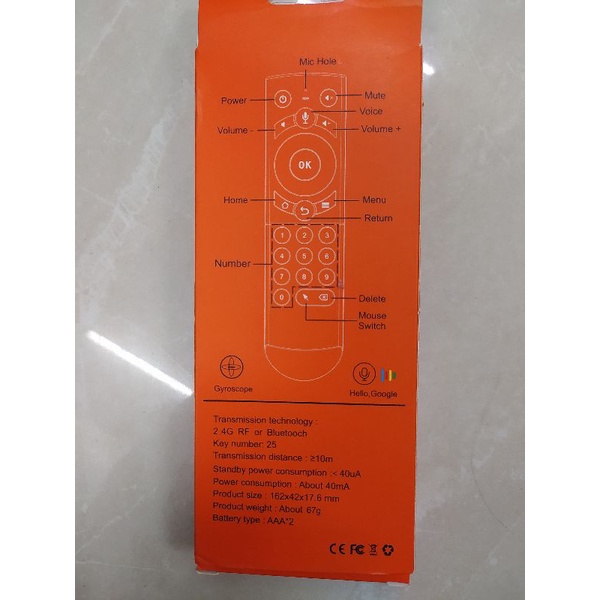 Mic Hole
Power
Mute
Voice
Volume -
Volume +
OK
Home
Menu
Return
1 2 3
4 5 6
Number
7 8 9
0
Delete
Mouse
Switch
Gyroscope
Hello,Google
Transmission technology :
2.4G RF or Bluetooch
Key number: 25
Transmission distance : ≥10m
Standby power consumption :< 40uA
Power consumption : About 40mA
Product size : 162x42x17.6 mm
Product weight : About 67g
Battery type : AAA*2
CE FC